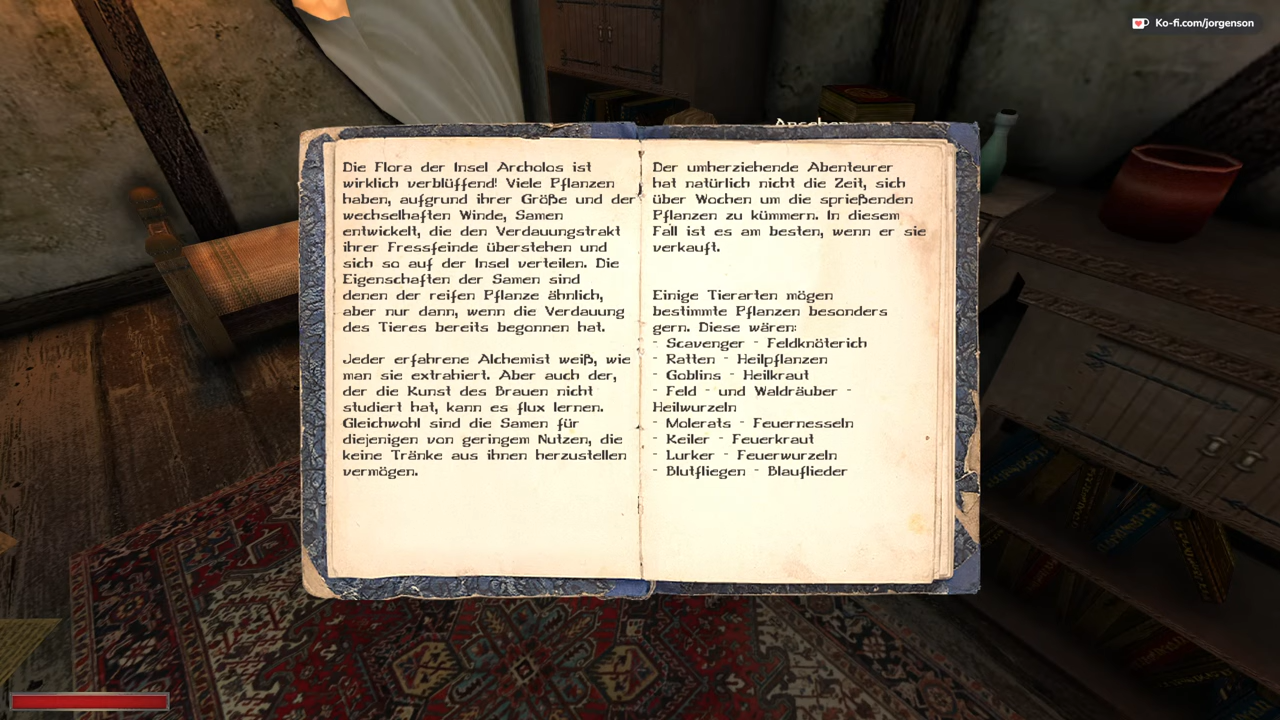 Ko-fi.com/jorgenson
Ansehen
Die Flora der Insel Archolos ist
wirklich verblüffend! Viele Pflanzen
haben, aufgrund ihrer Größe und der
wechselhaften Winde, Samen
entwickelt, die den Verdauungstrakt
ihrer Fressfeinde überstehen und
sich so auf der Insel verteilen. Die
Eigenschaften der Samen sind
denen der reifen Pflanze ähnlich,
aber nur dann, wenn die Verdauung
des Tieres bereits begonnen hat.
Jeder erfahrene Alchemist weiß, wie
man sie extrahiert. Aber auch der,
der die Kunst des Brauen nicht
studiert hat, kann es flux lernen.
Gleichwohl sind die Samen für
diejenigen von geringem Nutzen, die
keine Tränke aus ihnen herzustellen
vermögen.
Der umherziehende Abenteurer
hat natürlich nicht die Zeit, sich
über Wochen um die sprießenden
Pflanzen zu kümmern. In diesem
Fall ist es am besten, wenn er sie
verkauft.
Einige Tierarten mögen
bestimmte Pflanzen besonders
gern. Diese wären:
- Scavenger - Feldknöterich
- Ratten - Heilpflanzen
- Goblins - Heilkraut
- Feld - und Waldräuber -
Heilwurzeln
- Molerats - Feuernesseln
- Keiler - Feuerkraut
- Lurker - Feuerwurzeln
- Blutfliegen - Blauflieder